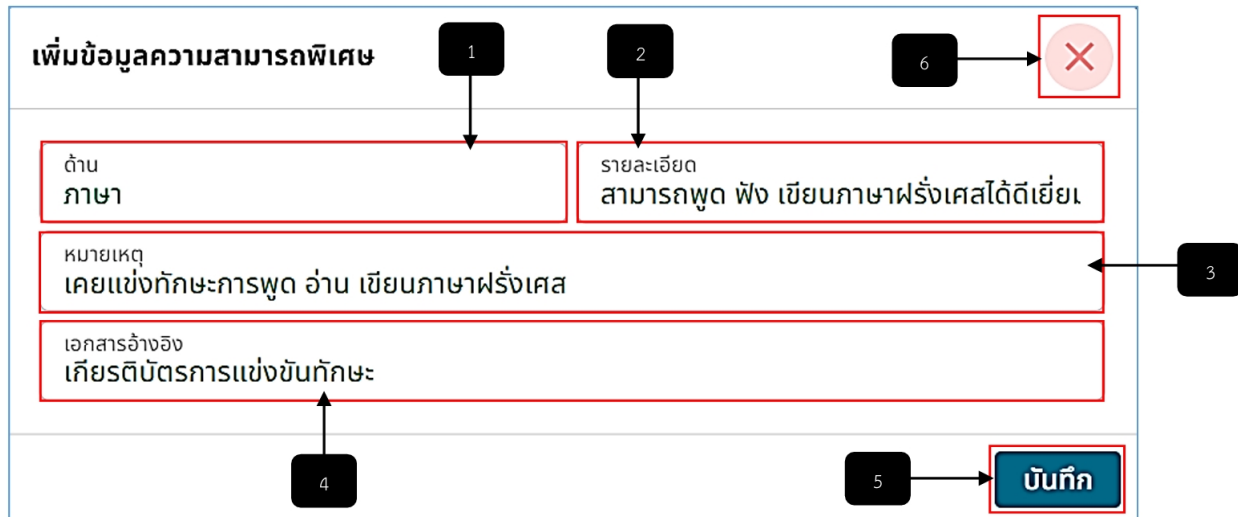 เพิ่มข้อมูลความสามารถพิเศษ
1
2
6
ด้าน
ภาษา
รายละเอียด
สามารถพูด ฟัง เขียนภาษาฝรั่งเศสได้ดีเยี่ย
หมายเหตุ
เคยแข่งทักษะการพูด อ่าน เขียนภาษาฝรั่งเศส
3
เอกสารอ้างอิง
เกียรติบัตรการแข่งขันทักษะ
4
5
บันทึก